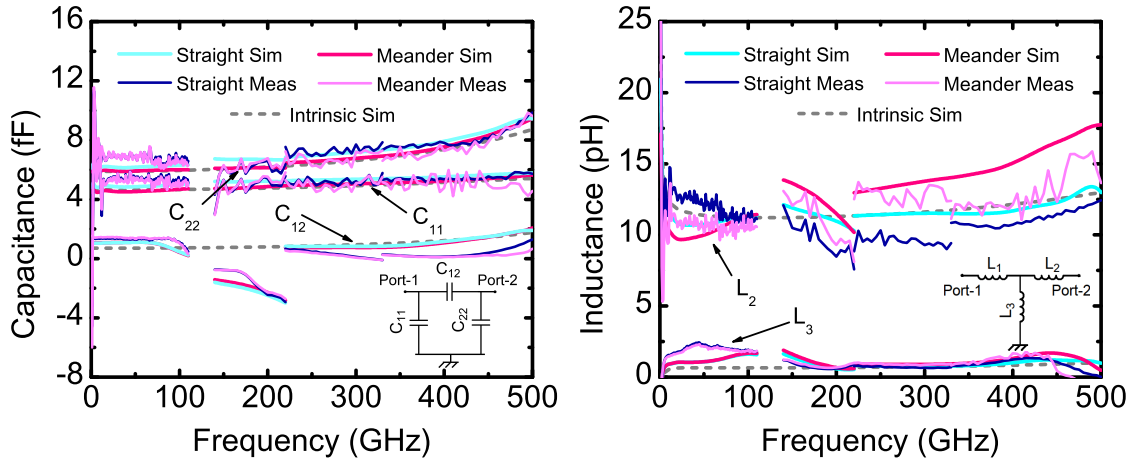 16
12
8
4
0
-4
-8
Capacitance (fF)
Straight Sim
Meander Sim
Straight Meas
Meander Meas
Intrinsic Sim
C22
C12
C11
Port-1
C12
Port-2
C11
C22
0 100 200 300 400 500
Frequency (GHz)
25
20
15
10
5
0
Inductance (pH)
Straight Sim
Meander Sim
Straight Meas
Meander Meas
Intrinsic Sim
L2
L3
L1
L2
Port-1
Port-2
L3
0 100 200 300 400 500
Frequency (GHz)